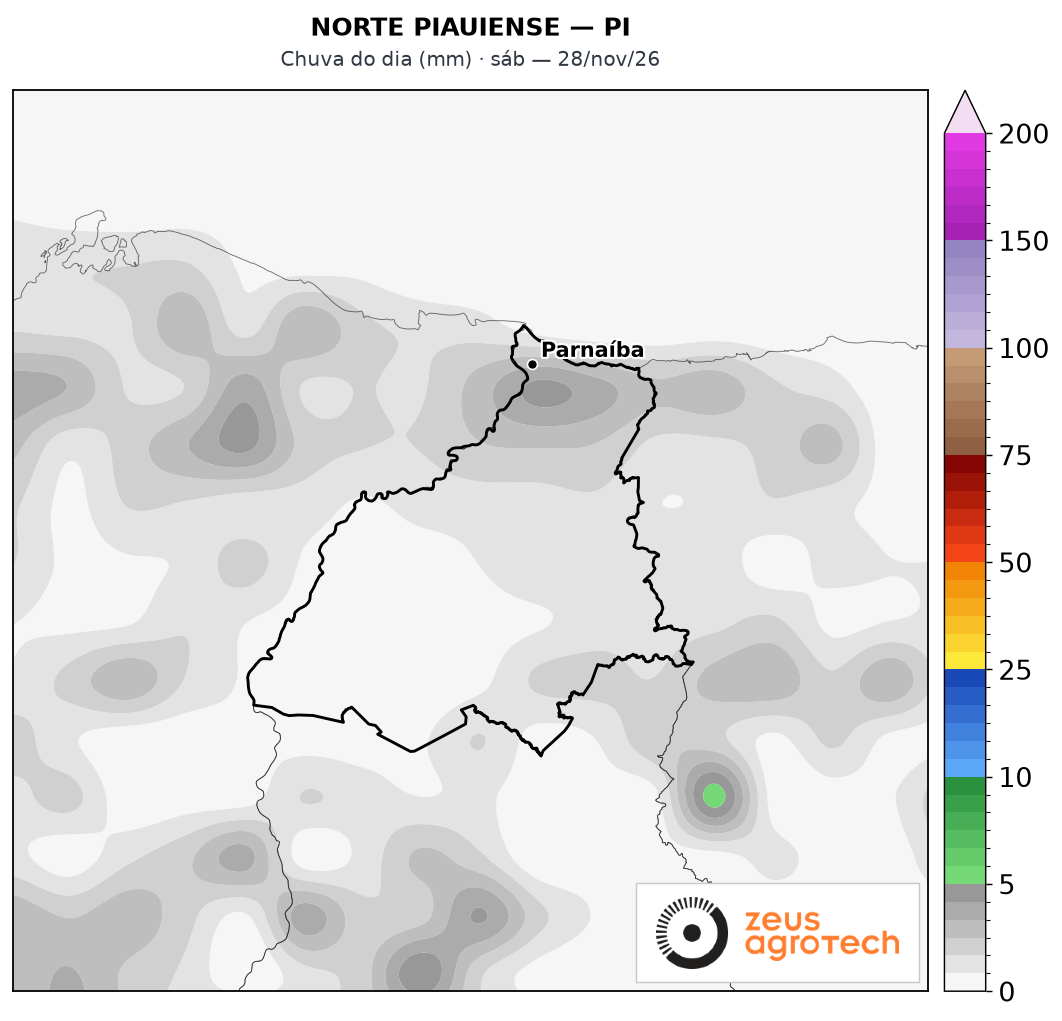 NORTE PIAUIENSE — PI
Chuva do dia (mm) · sáb — 28/nov/26
Parnaíba
200
150
100
75
50
25
10
5
0
zeus
agrotech